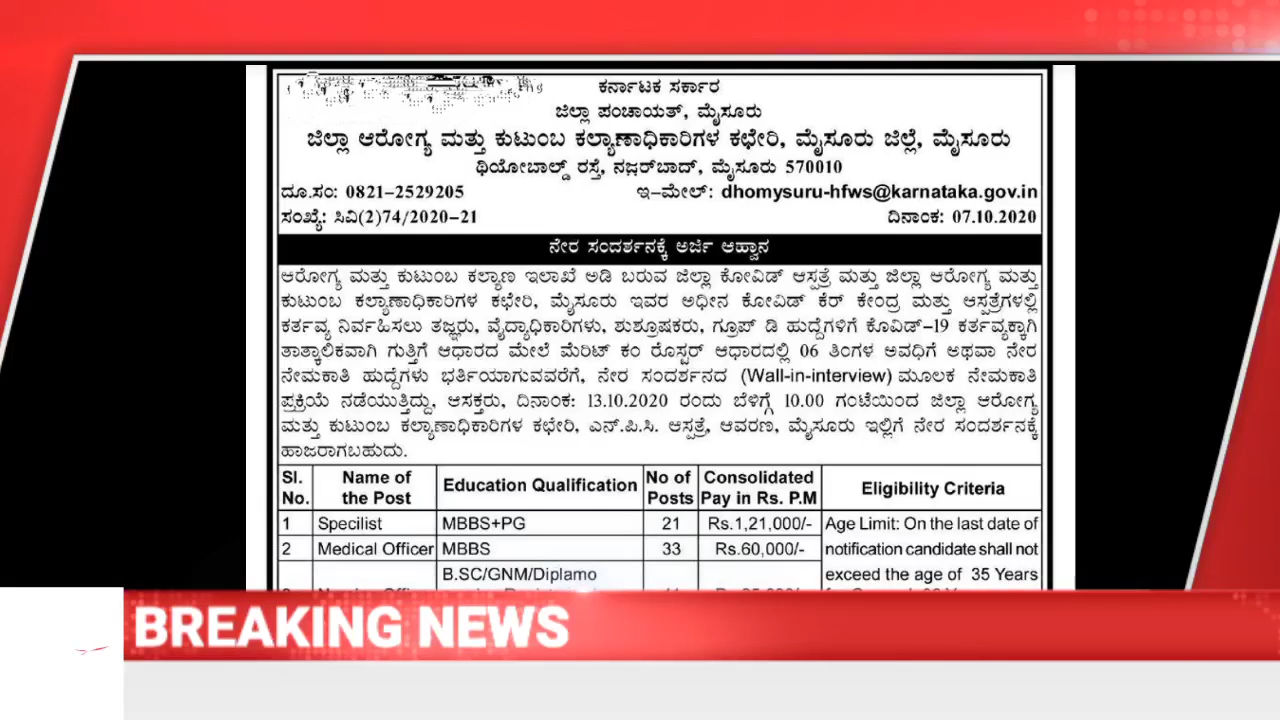 ಕರ್ನಾಟಕ ಸರ್ಕಾರ
ಜಿಲ್ಲಾ ಪಂಚಾಯತ್, ಮೈಸೂರು
ಜಿಲ್ಲಾ ಆರೋಗ್ಯ ಮತ್ತು ಕುಟುಂಬ ಕಲ್ಯಾಣಾಧಿಕಾರಿಗಳ ಕಛೇರಿ, ಮೈಸೂರು ಜಿಲ್ಲೆ, ಮೈಸೂರು
ಥಿಯೋಬಾಲ್ಡ್ ರಸ್ತೆ, ನಜ಼ರ್‌ಬಾದ್, ಮೈಸೂರು 570010
ದೂ.ಸಂ: 0821-2529205 ಇ-ಮೇಲ್: dhomysuru-hfws@karnataka.gov.in
ಸಂಖ್ಯೆ: ಸಿವಿ(2)74/2020-21 ದಿನಾಂಕ: 07.10.2020
ನೇರ ಸಂದರ್ಶನಕ್ಕೆ ಅರ್ಜಿ ಆಹ್ವಾನ
ಆರೋಗ್ಯ ಮತ್ತು ಕುಟುಂಬ ಕಲ್ಯಾಣ ಇಲಾಖೆ ಅಡಿ ಬರುವ ಜಿಲ್ಲಾ ಕೋವಿಡ್ ಆಸ್ಪತ್ರೆ ಮತ್ತು ಜಿಲ್ಲಾ ಆರೋಗ್ಯ ಮತ್ತು
ಕುಟುಂಬ ಕಲ್ಯಾಣಾಧಿಕಾರಿಗಳ ಕಛೇರಿ, ಮೈಸೂರು ಇವರ ಅಧೀನ ಕೋವಿಡ್ ಕೆರ್ ಕೇಂದ್ರ ಮತ್ತು ಆಸ್ಪತ್ರೆಗಳಲ್ಲಿ
ಕರ್ತವ್ಯ ನಿರ್ವಹಿಸಲು ತಜ್ಞರು, ವೈದ್ಯಾಧಿಕಾರಿಗಳು, ಶುಶ್ರೂಷಕರು, ಗ್ರೂಪ್ ಡಿ ಹುದ್ದೆಗಳಿಗೆ ಕೊವಿಡ್-19 ಕರ್ತವ್ಯಕ್ಕಾಗಿ
ತಾತ್ಕಾಲಿಕವಾಗಿ ಗುತ್ತಿಗೆ ಆಧಾರದ ಮೇಲೆ ಮೆರಿಟ್ ಕಂ ರೊಸ್ಟರ್ ಆಧಾರದಲ್ಲಿ 06 ತಿಂಗಳ ಅವಧಿಗೆ ಅಥವಾ ನೇರ
ನೇಮಕಾತಿ ಹುದ್ದೆಗಳು ಭರ್ತಿಯಾಗುವವರೆಗೆ, ನೇರ ಸಂದರ್ಶನದ (Wall-in-interview) ಮೂಲಕ ನೇಮಕಾತಿ
ಪ್ರಕ್ರಿಯೆ ನಡೆಯುತ್ತಿದ್ದು, ಆಸಕ್ತರು, ದಿನಾಂಕ: 13.10.2020 ರಂದು ಬೆಳಿಗ್ಗೆ 10.00 ಗಂಟೆಯಿಂದ ಜಿಲ್ಲಾ ಆರೋಗ್ಯ
ಮತ್ತು ಕುಟುಂಬ ಕಲ್ಯಾಣಾಧಿಕಾರಿಗಳ ಕಛೇರಿ, ಎನ್.ಪಿ.ಸಿ. ಆಸ್ಪತ್ರೆ, ಆವರಣ, ಮೈಸೂರು ಇಲ್ಲಿಗೆ ನೇರ ಸಂದರ್ಶನಕ್ಕೆ
ಹಾಜರಾಗಬಹುದು.
Sl. No. Name of the Post Education Qualification No of Posts Consolidated Pay in Rs. P.M Eligibility Criteria
1 Specilist MBBS+PG 21 Rs.1,21,000/- Age Limit: On the last date of
2 Medical Officer MBBS 33 Rs.60,000/- notification candidate shall not
B.SC/GNM/Diplamo exceed the age of 35 Years
BREAKING NEWS